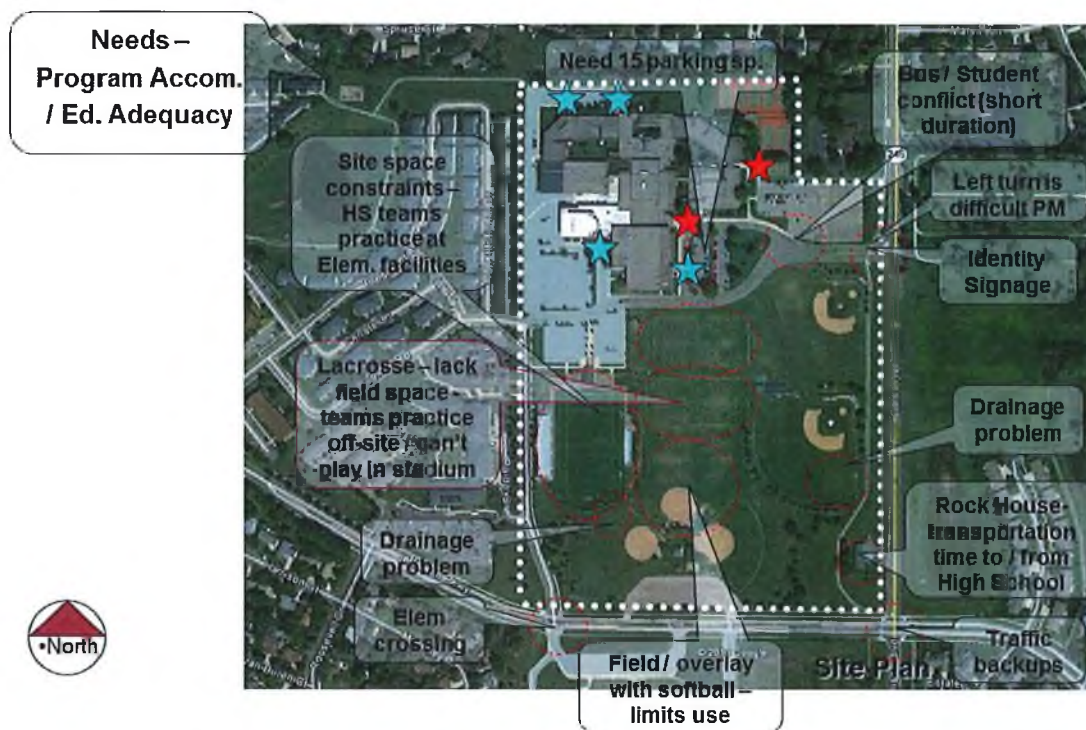 Needs –
Program Accom.
/ Ed. Adequacy
Need 15 parking sp.
Bus / Student
conflict (short
duration)
Site space
constraints –
HS teams
practice at
Elem. facilities
Left turn is
difficult PM
Identity
Signage
Lacrosse – lack
field spa
teams practice
off-site / can't
play in stadium
Drainage
problem
Rock House-
transportation
time to / from
High School
Drainage
problem
Elem
crossing
Traffic
backups
Field / overlay
with softball –
limits use
Site Plan
•North